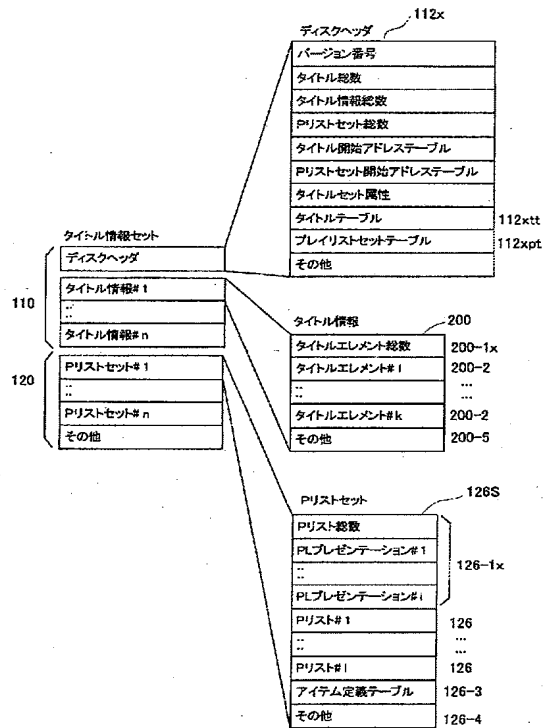 ディスクヘッダ 112x
バージョン番号
タイトル総数
タイトル情報総数
Pリストセット総数
タイトル開始アドレステーブル
Pリストセット開始アドレステーブル
タイトルセット属性
タイトルテーブル 112xtt
プレイリストセットテーブル 112xpt
その他
タイトル情報セット
110
ディスクヘッダ
タイトル情報#1
::
タイトル情報#n
120
Pリストセット#1
::
Pリストセット#n
その他
タイトル情報 200
タイトルエレメント総数 200-1x
タイトルエレメント#1 200-2
:: ...
タイトルエレメント#k 200-2
その他 200-5
Pリストセット 126S
Pリスト総数
PLプレゼンテーション#1
::
PLプレゼンテーション#i
126-1x
Pリスト#1 126
:: ...
Pリスト#l 126
アイテム定義テーブル 126-3
その他 126-4